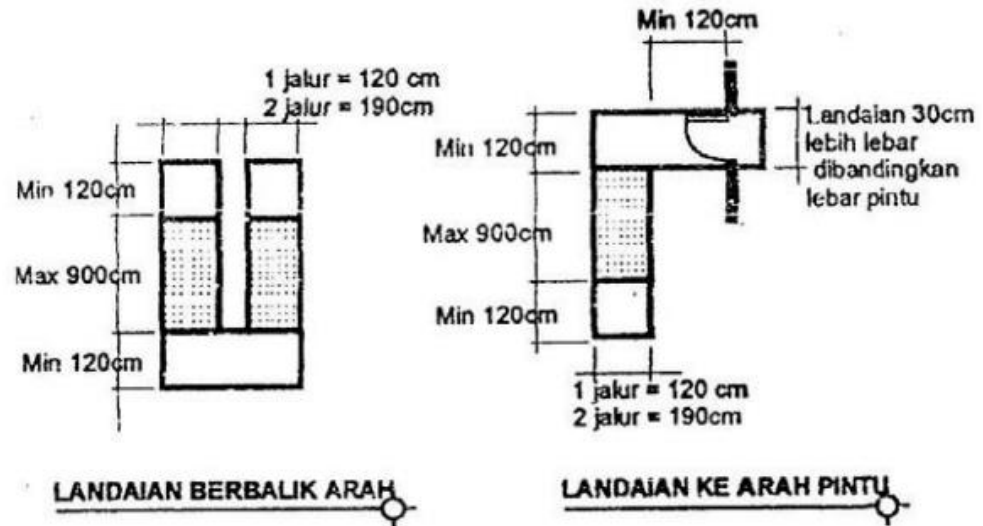 1 jalur = 120 cm
2 jalur = 190cm
Min 120cm
Max 900cm
Min 120cm
LANDAIAN BERBALIK ARAH
Min 120cm
Min 120cm
Landaian 30cm
lebih lebar
dibandingkan
lebar pintu
Max 900cm
Min 120cm
1 jalur = 120 cm
2 jalur = 190cm
LANDAIAN KE ARAH PINTU